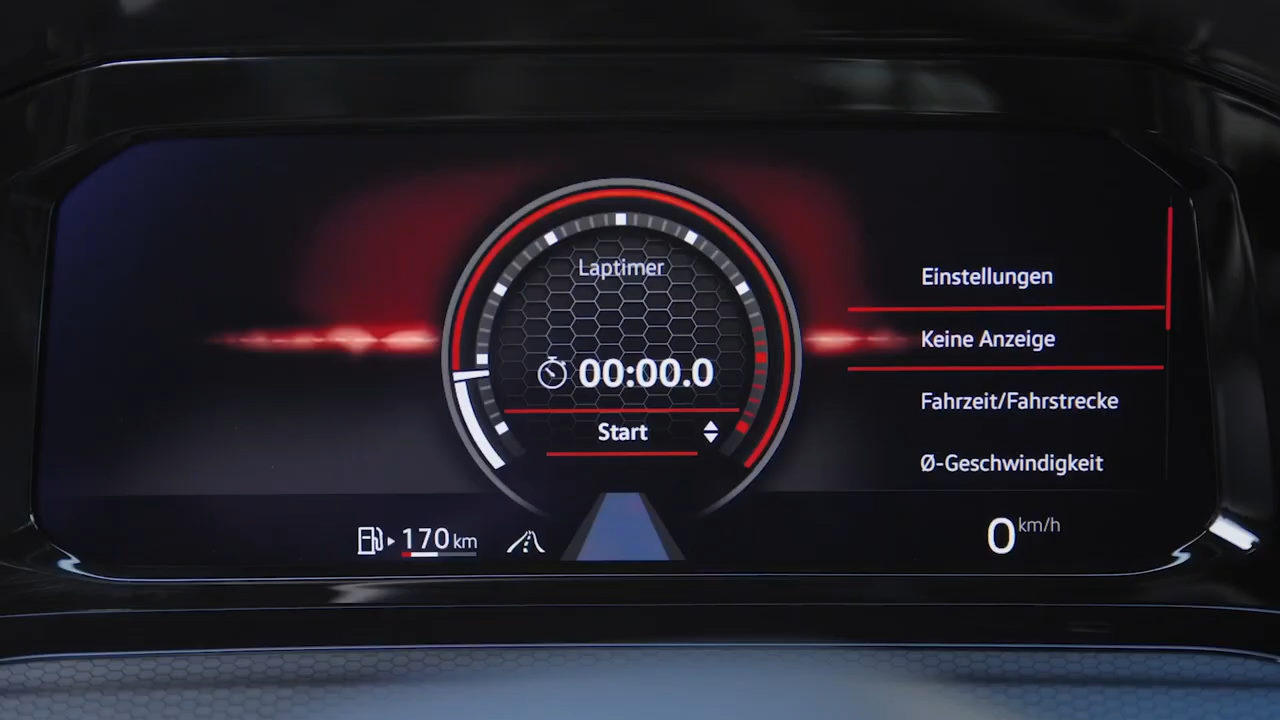 Laptimer
00:00.0
Start
Einstellungen
Keine Anzeige
Fahrzeit/Fahrstrecke
Ø-Geschwindigkeit
170 km
0 km/h